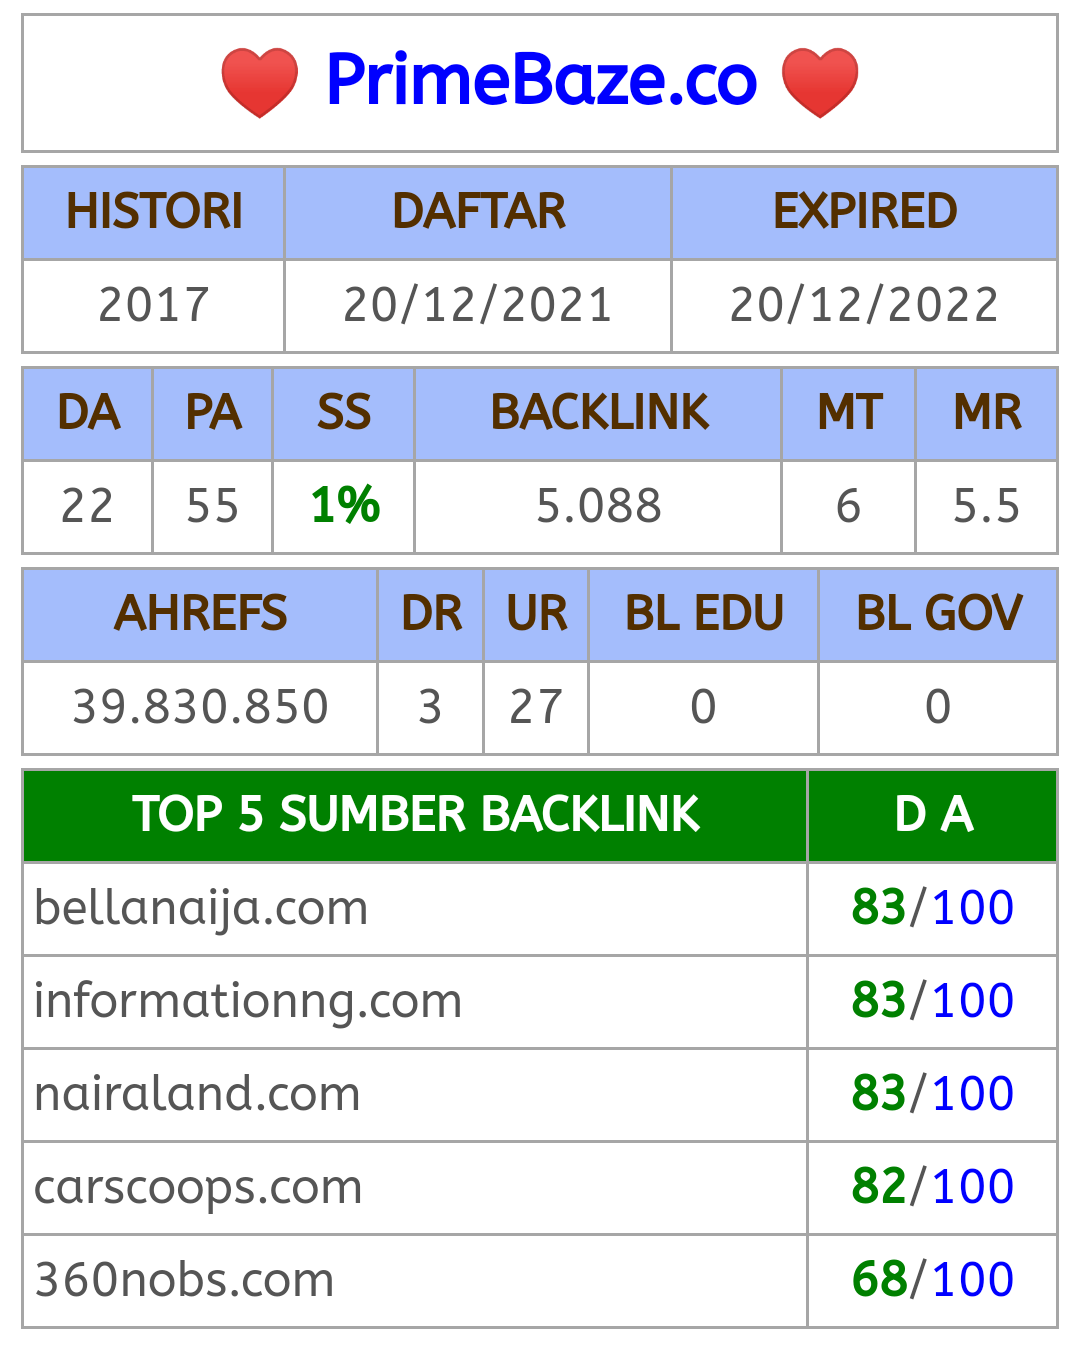 PrimeBaze.co
HISTORI DAFTAR EXPIRED
2017 20/12/2021 20/12/2022
DA PA SS BACKLINK MT MR
22 55 1% 5.088 6 5.5
AHREFS DR UR BL EDU BL GOV
39.830.850 3 27 0 0
TOP 5 SUMBER BACKLINK D A
bellanaija.com 83/100
informationng.com 83/100
nairaland.com 83/100
carscoops.com 82/100
360nobs.com 68/100